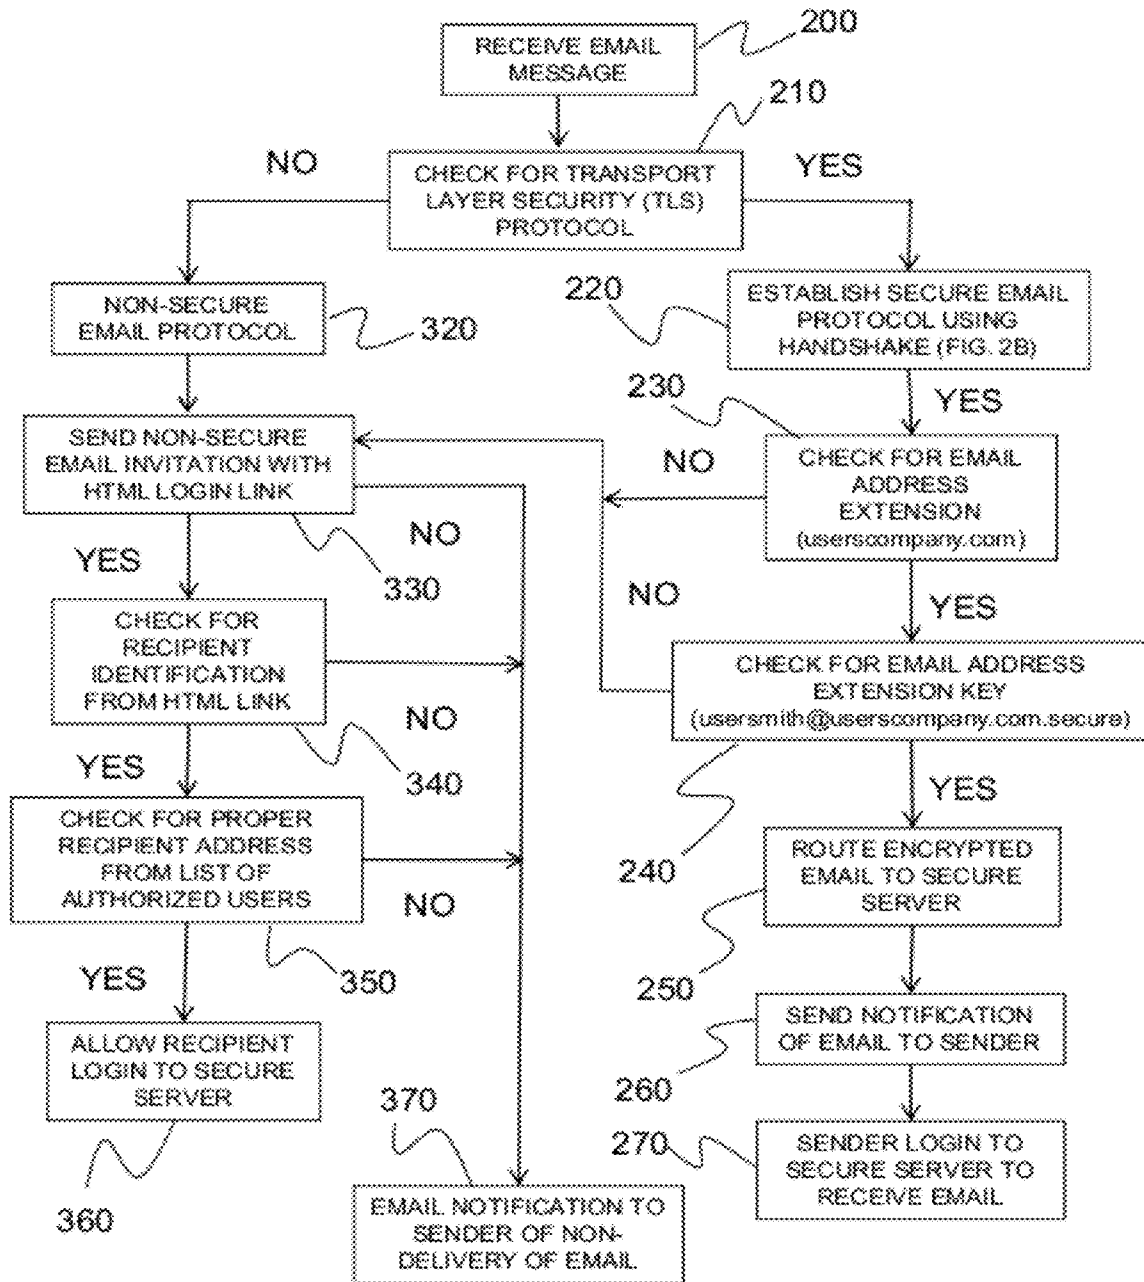 200
RECEIVE EMAIL
MESSAGE
210
NO
YES
CHECK FOR TRANSPORT
LAYER SECURITY (TLS)
PROTOCOL
NON-SECURE
EMAIL PROTOCOL
320
220
ESTABLISH SECURE EMAIL
PROTOCOL USING
HANDSHAKE (FIG. 2B)
230
YES
SEND NON-SECURE
EMAIL INVITATION WITH
HTML LOGIN LINK
NO
CHECK FOR EMAIL
ADDRESS
EXTENSION
(userscompany.com)
NO
YES
330
NO
YES
CHECK FOR
RECIPIENT
IDENTIFICATION
FROM HTML LINK
CHECK FOR EMAIL ADDRESS
EXTENSION KEY
(usersmith@userscompany.com.secure)
NO
YES
340
YES
CHECK FOR PROPER
RECIPIENT ADDRESS
FROM LIST OF
AUTHORIZED USERS
NO
240
ROUTE ENCRYPTED
EMAIL TO SECURE
SERVER
YES
350
250
ALLOW RECIPIENT
LOGIN TO SECURE
SERVER
SEND NOTIFICATION
OF EMAIL TO SENDER
260
370
270
SENDER LOGIN TO
SECURE SERVER TO
RECEIVE EMAIL
360
EMAIL NOTIFICATION TO
SENDER OF NON-
DELIVERY OF EMAIL